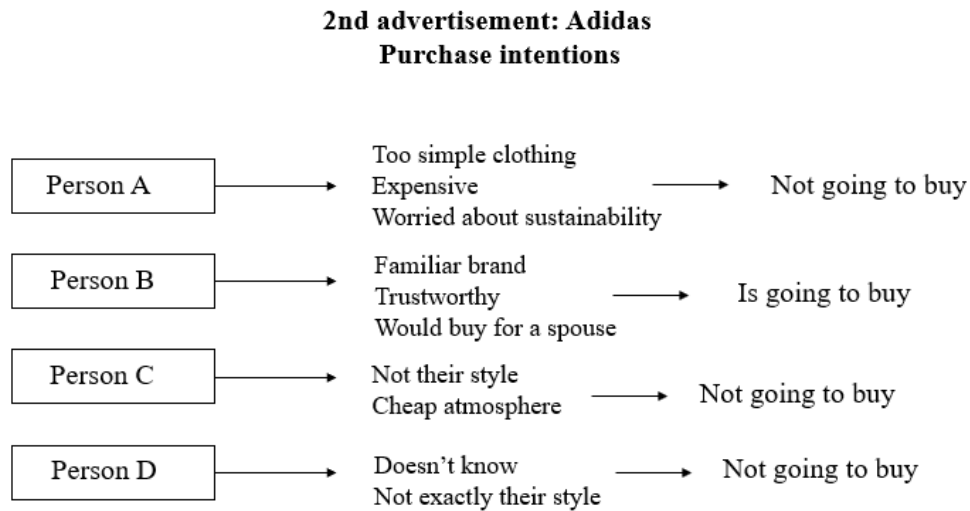 2nd advertisement: Adidas
Purchase intentions
Person A
Too simple clothing
Expensive
Worried about sustainability
Not going to buy
Person B
Familiar brand
Trustworthy
Would buy for a spouse
Is going to buy
Person C
Not their style
Cheap atmosphere
Not going to buy
Person D
Doesn't know
Not exactly their style
Not going to buy